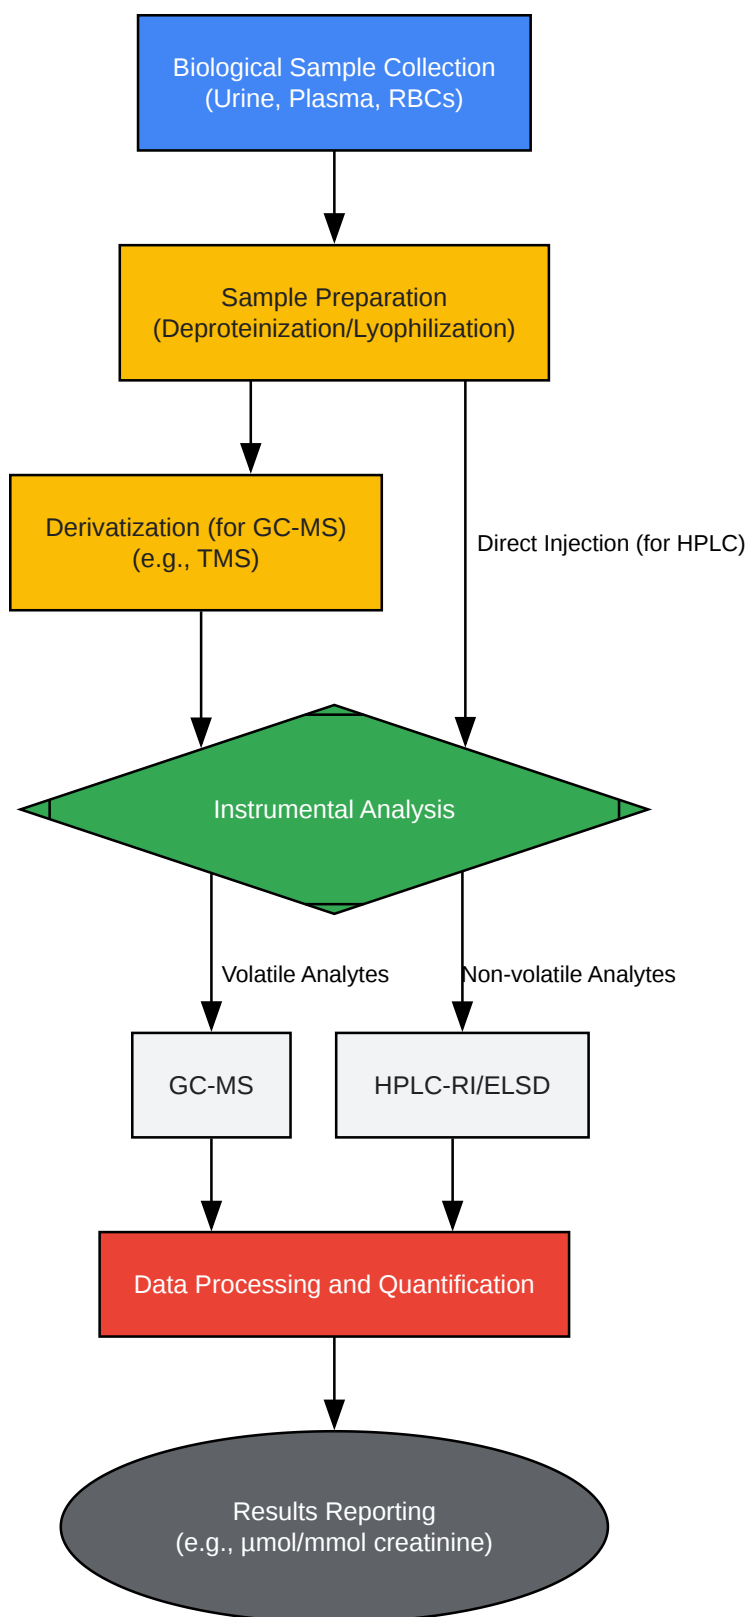 Biological Sample Collection
(Urine, Plasma, RBCs)
Sample Preparation
(Deproteinization/Lyophilization)
Derivatization (for GC-MS)
(e.g., TMS)
Direct Injection (for HPLC)
Instrumental Analysis
Volatile Analytes
Non-volatile Analytes
GC-MS
HPLC-RI/ELSD
Data Processing and Quantification
Results Reporting
(e.g., µmol/mmol creatinine)